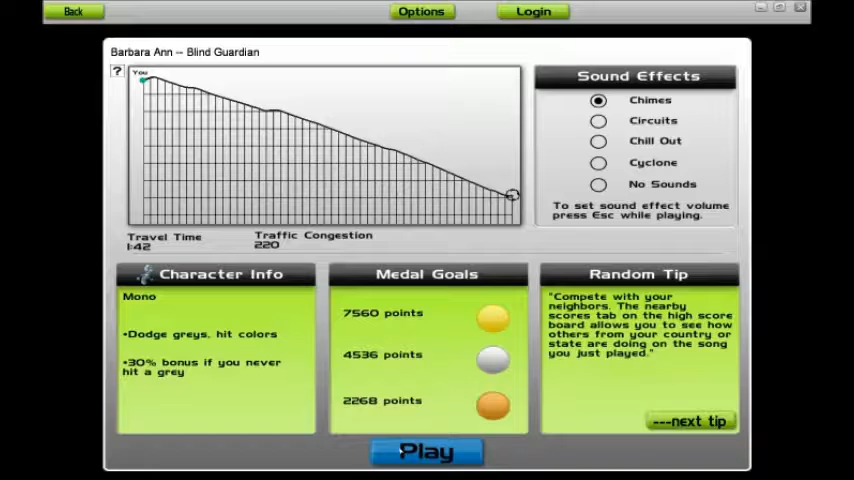 Back
Options
Login
Barbara Ann -- Blind Guardian
?
You
Travel Time
1:42
Traffic Congestion
220
Sound Effects
Chimes
Circuits
Chill Out
Cyclone
No Sounds
To set sound effect volume
press Esc while playing.
Character Info
Mono
•Dodge greys, hit colors
•30% bonus if you never
hit a grey
Medal Goals
7560 points
4536 points
2268 points
Random Tip
"Compete with your
neighbors. The nearby
scores tab on the high score
board allows you to see how
others from your country or
state are doing on the song
you just played."
---next tip
Play